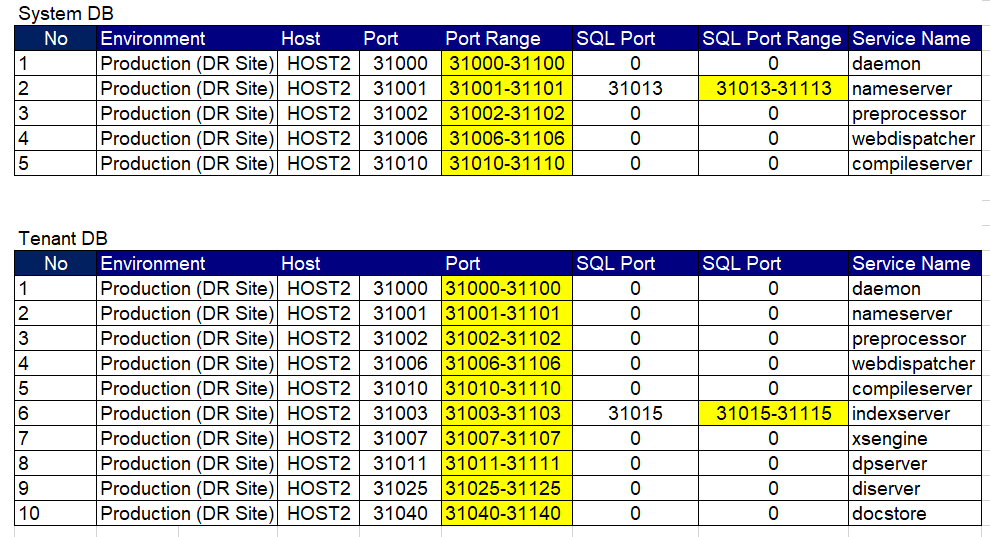 System DB
No Environment Host Port Port Range SQL Port SQL Port Range Service Name
1 Production (DR Site) HOST2 31000 31000-31100 0 0 daemon
2 Production (DR Site) HOST2 31001 31001-31101 31013 31013-31113 nameserver
3 Production (DR Site) HOST2 31002 31002-31102 0 0 preprocessor
4 Production (DR Site) HOST2 31006 31006-31106 0 0 webdispatcher
5 Production (DR Site) HOST2 31010 31010-31110 0 0 compileserver
Tenant DB
No Environment Host Port SQL Port SQL Port Service Name
1 Production (DR Site) HOST2 31000 31000-31100 0 0 daemon
2 Production (DR Site) HOST2 31001 31001-31101 0 0 nameserver
3 Production (DR Site) HOST2 31002 31002-31102 0 0 preprocessor
4 Production (DR Site) HOST2 31006 31006-31106 0 0 webdispatcher
5 Production (DR Site) HOST2 31010 31010-31110 0 0 compileserver
6 Production (DR Site) HOST2 31003 31003-31103 31015 31015-31115 indexserver
7 Production (DR Site) HOST2 31007 31007-31107 0 0 xsengine
8 Production (DR Site) HOST2 31011 31011-31111 0 0 dpserver
9 Production (DR Site) HOST2 31025 31025-31125 0 0 diserver
10 Production (DR Site) HOST2 31040 31040-31140 0 0 docstore